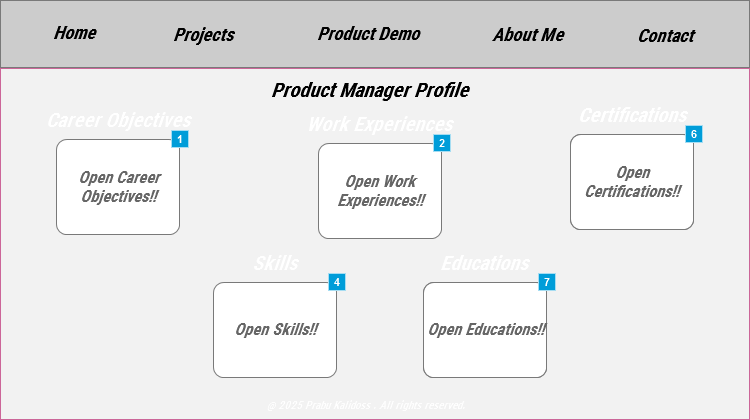 Home Projects Product Demo About Me Contact
Product Manager Profile
Career Objectives
1
Open Career
Objectives!!
Work Experiences
2
Open Work
Experiences!!
Certifications
6
Open
Certifications!!
Skills
4
Open Skills!!
Educations
7
Open Educations!!
@ 2025 Prabu Kalidass . All rights reserved.